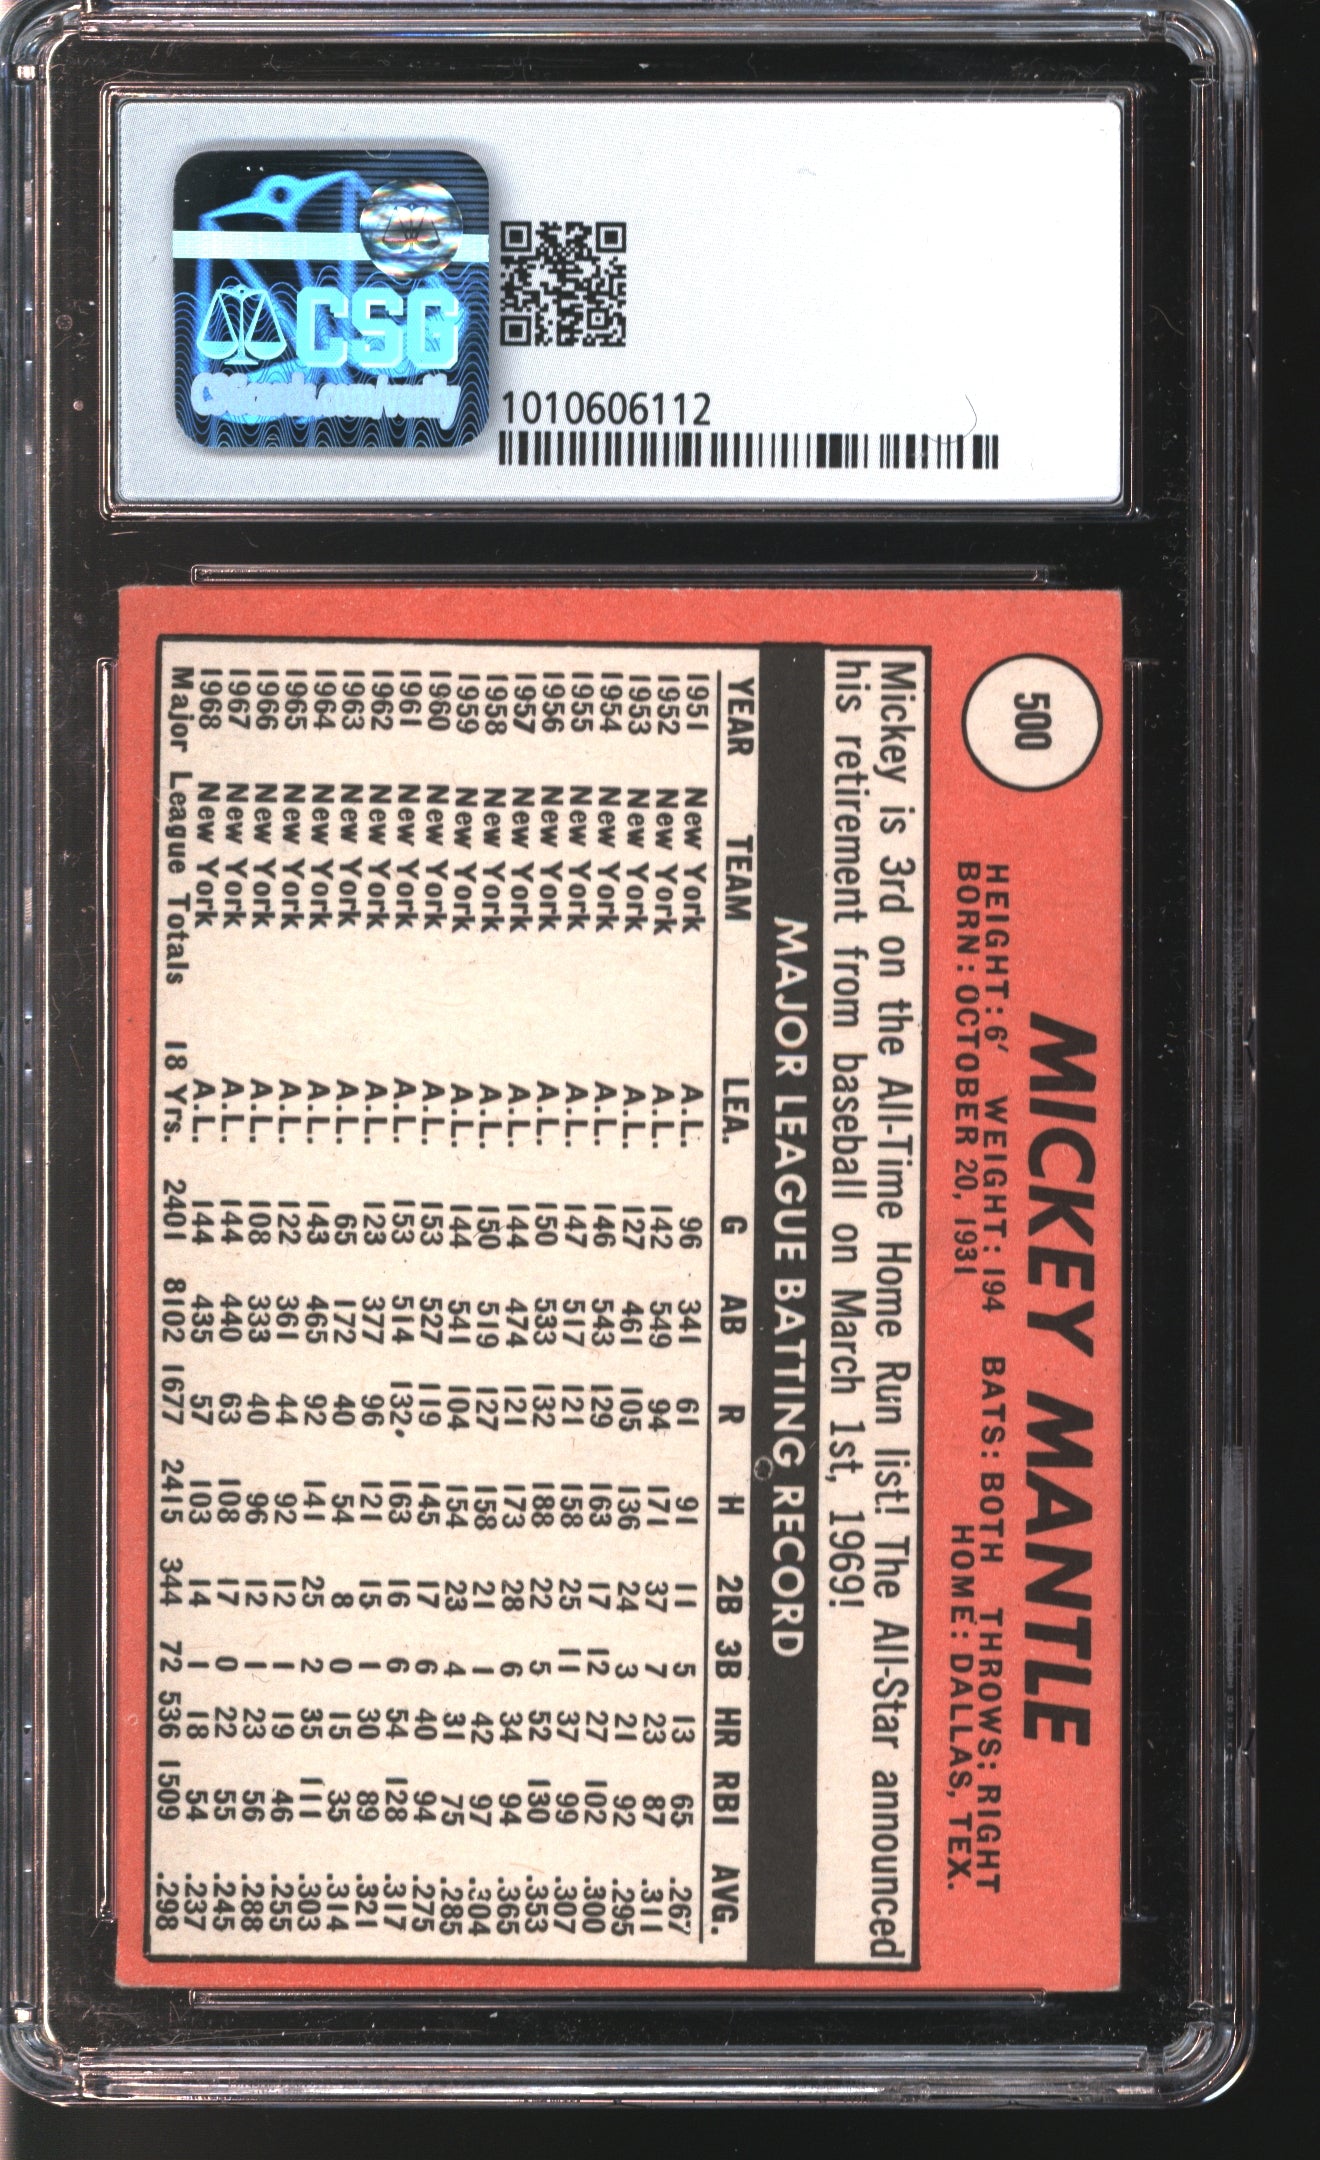 CSG
1010606112
500
MICKEY MANTLE
HEIGHT: 6' WEIGHT: 194 BATS: BOTH THROWS: RIGHT
BORN: OCTOBER 20, 1931 HOME: DALLAS, TEX.
Mickey is 3rd on the All-Time Home Run list! The All-Star announced
his retirement from baseball on March 1st, 1969!
MAJOR LEAGUE BATTING RECORD
YEAR TEAM LEA. G AB R H 2B 3B HR RBI AVG.
1951 New York A.L. 96 341 61 91 11 5 13 65 .267
1952 New York A.L. 142 549 94 171 37 7 23 87 .311
1953 New York A.L. 127 461 105 136 24 3 21 92 .295
1954 New York A.L. 146 543 129 163 17 12 27 102 .300
1955 New York A.L. 147 517 121 158 25 11 37 99 .307
1956 New York A.L. 150 533 132 188 22 5 52 130 .353
1957 New York A.L. 144 474 121 173 28 6 34 94 .365
1958 New York A.L. 150 519 127 158 21 1 42 97 .304
1959 New York A.L. 144 541 104 154 23 4 31 75 .285
1960 New York A.L. 153 527 119 145 17 6 40 94 .275
1961 New York A.L. 153 514 132. 163 16 6 54 128 .317
1962 New York A.L. 123 377 96 121 15 1 30 89 .321
1963 New York A.L. 65 172 40 54 8 0 15 35 .314
1964 New York A.L. 143 465 92 141 25 2 35 111 .303
1965 New York A.L. 122 361 44 92 12 1 19 46 .255
1966 New York A.L. 108 333 40 96 12 1 23 56 .288
1967 New York A.L. 144 440 63 108 17 0 22 55 .245
1968 New York A.L. 144 435 57 103 14 1 18 54 .237
Major League Totals 18 Yrs. 2401 8102 1677 2415 344 72 536 1509 .298